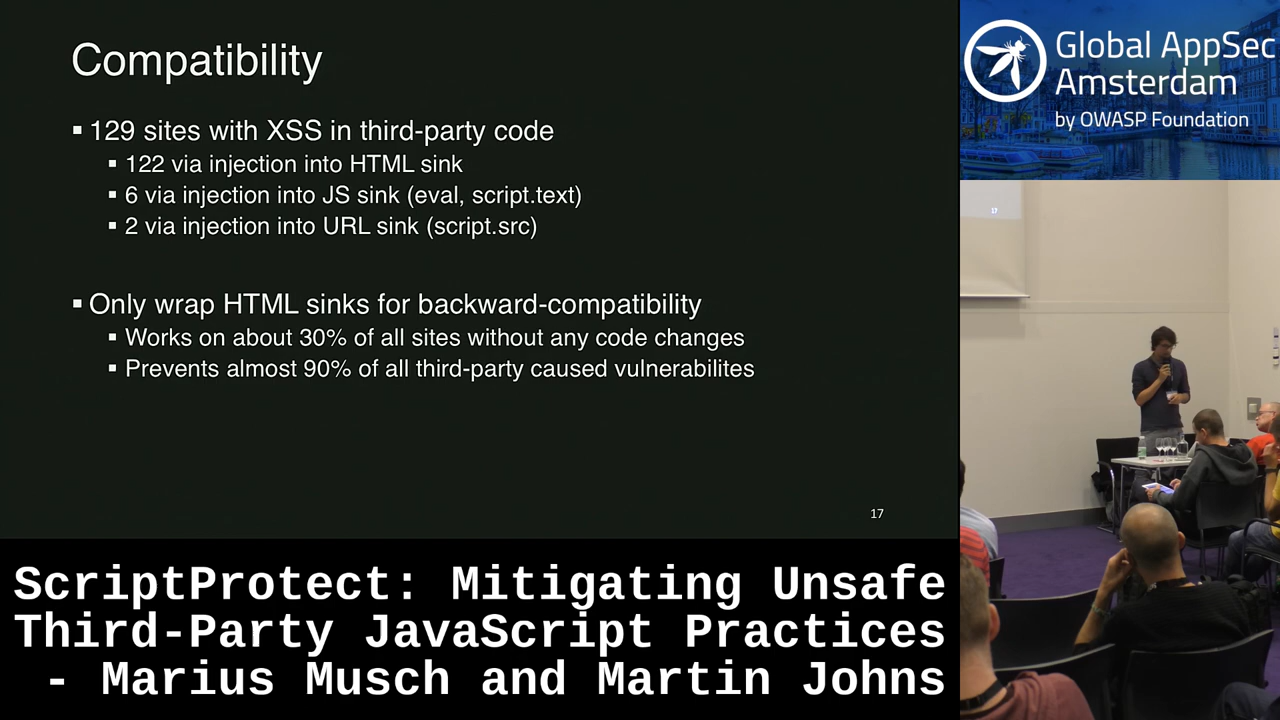 Compatibility
▪ 129 sites with XSS in third-party code
▪ 122 via injection into HTML sink
▪ 6 via injection into JS sink (eval, script.text)
▪ 2 via injection into URL sink (script.src)
▪ Only wrap HTML sinks for backward-compatibility
▪ Works on about 30% of all sites without any code changes
▪ Prevents almost 90% of all third-party caused vulnerabilites
17
ScriptProtect: Mitigating Unsafe
Third-Party JavaScript Practices
- Marius Musch and Martin Johns
Global AppSec
Amsterdam
by OWASP Foundation
17